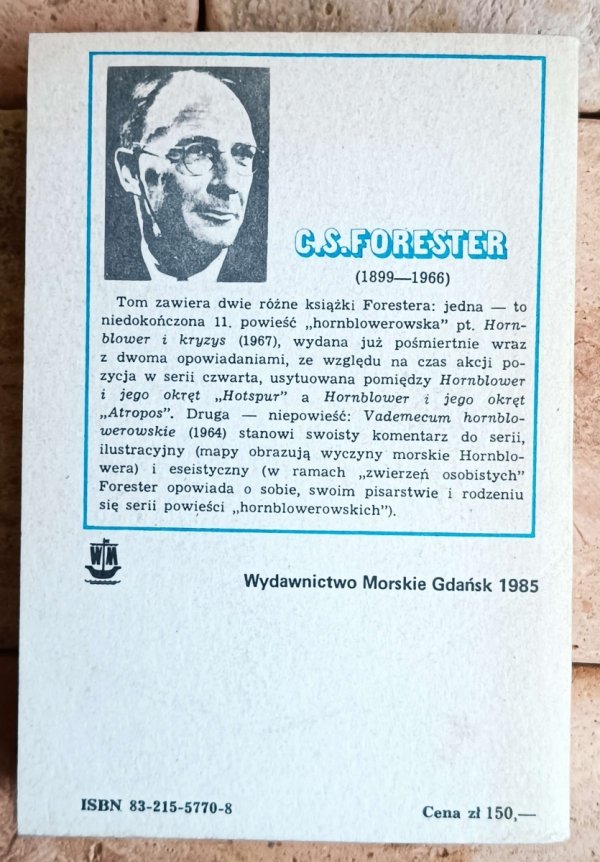 C.S.FORESTER
(1899—1966)
Tom zawiera dwie różne książki Forestera: jedna — to
niedokończona 11. powieść „hornblowerowska” pt. Horn-
blower i kryzys (1967), wydana już pośmiertnie wraz
z dwoma opowiadaniami, ze względu na czas akcji po-
zycja w serii czwarta, usytuowana pomiędzy Hornblower
i jego okręt „Hotspur” a Hornblower i jego okręt
„Atropos”. Druga — niepowieść: Vademecum hornblo-
werowskie (1964) stanowi swoisty komentarz do serii,
ilustracyjny (mapy obrazują wyczyny morskie Hornblo-
wera) i eseistyczny (w ramach „zwierzeń osobistych”
Forester opowiada o sobie, swoim pisarstwie i rodzeniu
się serii powieści „hornblowerowskich”).
WM
Wydawnictwo Morskie Gdańsk 1985
ISBN 83-215-5770-8
Cena zł 150,—